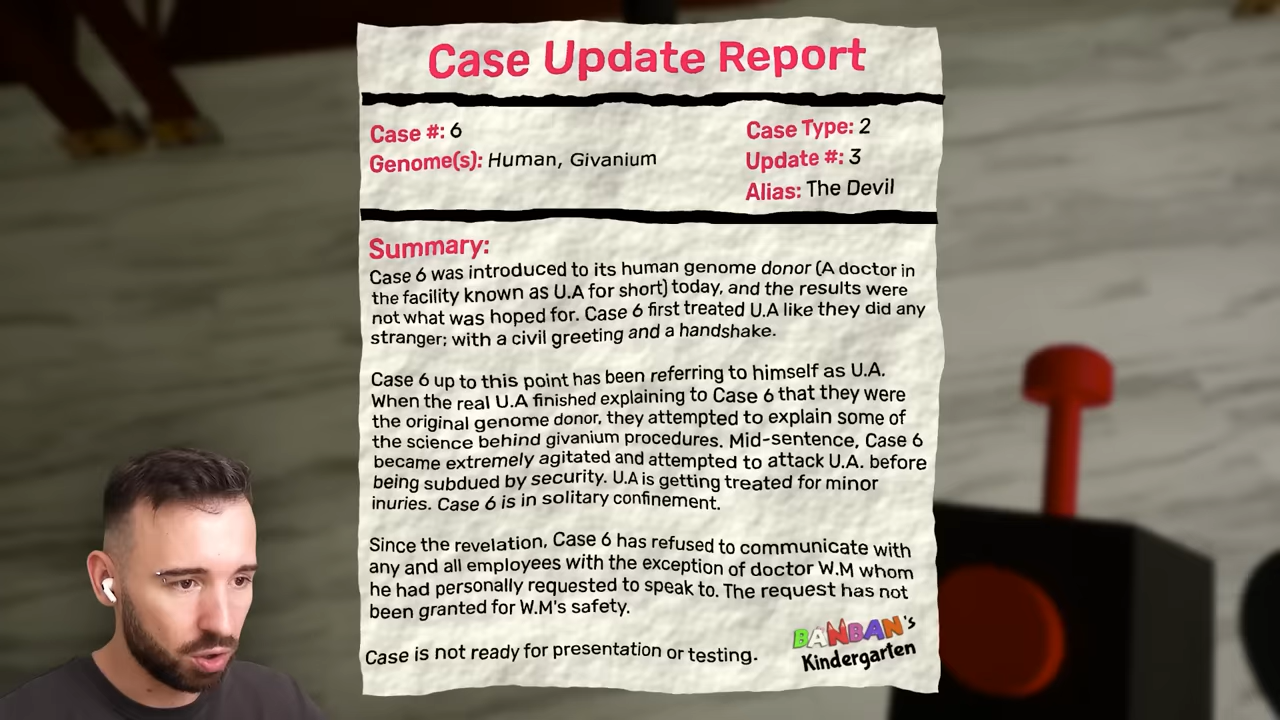 Case Update Report
Case #: 6
Genome(s): Human, Givanium
Case Type: 2
Update #: 3
Alias: The Devil
Summary:
Case 6 was introduced to its human genome donor (A doctor in
the facility known as U.A for short) today, and the results were
not what was hoped for. Case 6 first treated U.A like they did any
stranger; with a civil greeting and a handshake.
Case 6 up to this point has been referring to himself as U.A.
When the real U.A finished explaining to Case 6 that they were
the original genome donor, they attempted to explain some of
the science behind givanium procedures. Mid-sentence, Case 6
became extremely agitated and attempted to attack U.A. before
being subdued by security. U.A is getting treated for minor
inuries. Case 6 is in solitary confinement.
Since the revelation, Case 6 has refused to communicate with
any and all employees with the exception of doctor W.M whom
he had personally requested to speak to. The request has not
been granted for W.M's safety.
Case is not ready for presentation or testing.
BANBAN's
Kindergarten